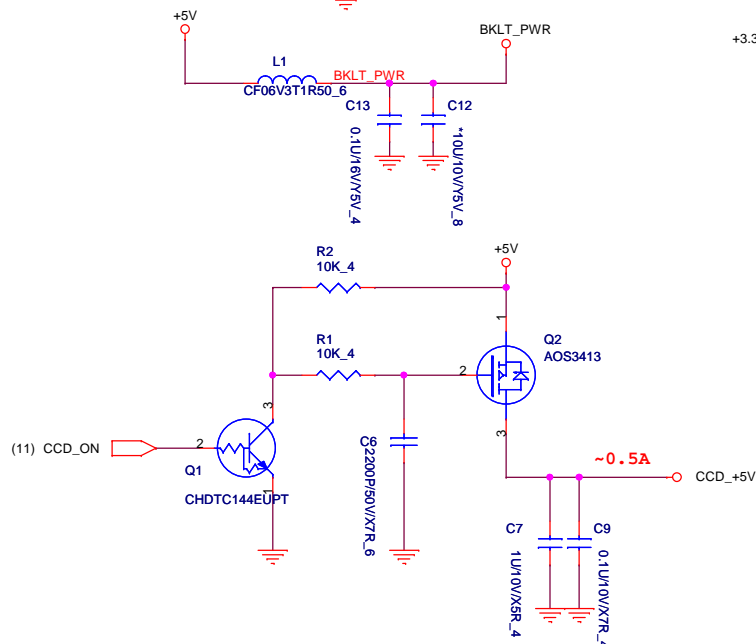 +5V
BKLT_PWR
+3.3
L1
BKLT_PWR
CF06V3T1R50_6
C13
C12
0.1U/16V/Y5V_4
*10U/10V/Y5V_8
+5V
R2
10K_4
1
Q2
AOS3413
R1
10K_4
2
3
3
(11) CCD_ON
2
Q1
1
CHDTC144EUPT
C6
2200P/50V/X7R_6
~0.5A
CCD_+5V
C7
C9
1U/10V/X5R_4
0.1U/10V/X7R_4